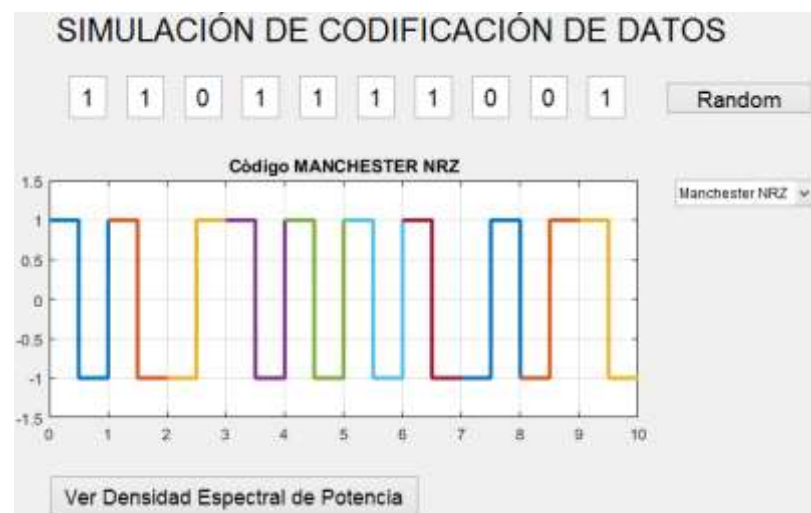 SIMULACIÓN DE CODIFICACIÓN DE DATOS
1 1 0 1 1 1 1 0 0 1 Random
Código MANCHESTER NRZ
Manchester NRZ
1.5
1
0.5
0
-0.5
-1
-1.5
0 1 2 3 4 5 6 7 8 9 10
Ver Densidad Espectral de Potencia